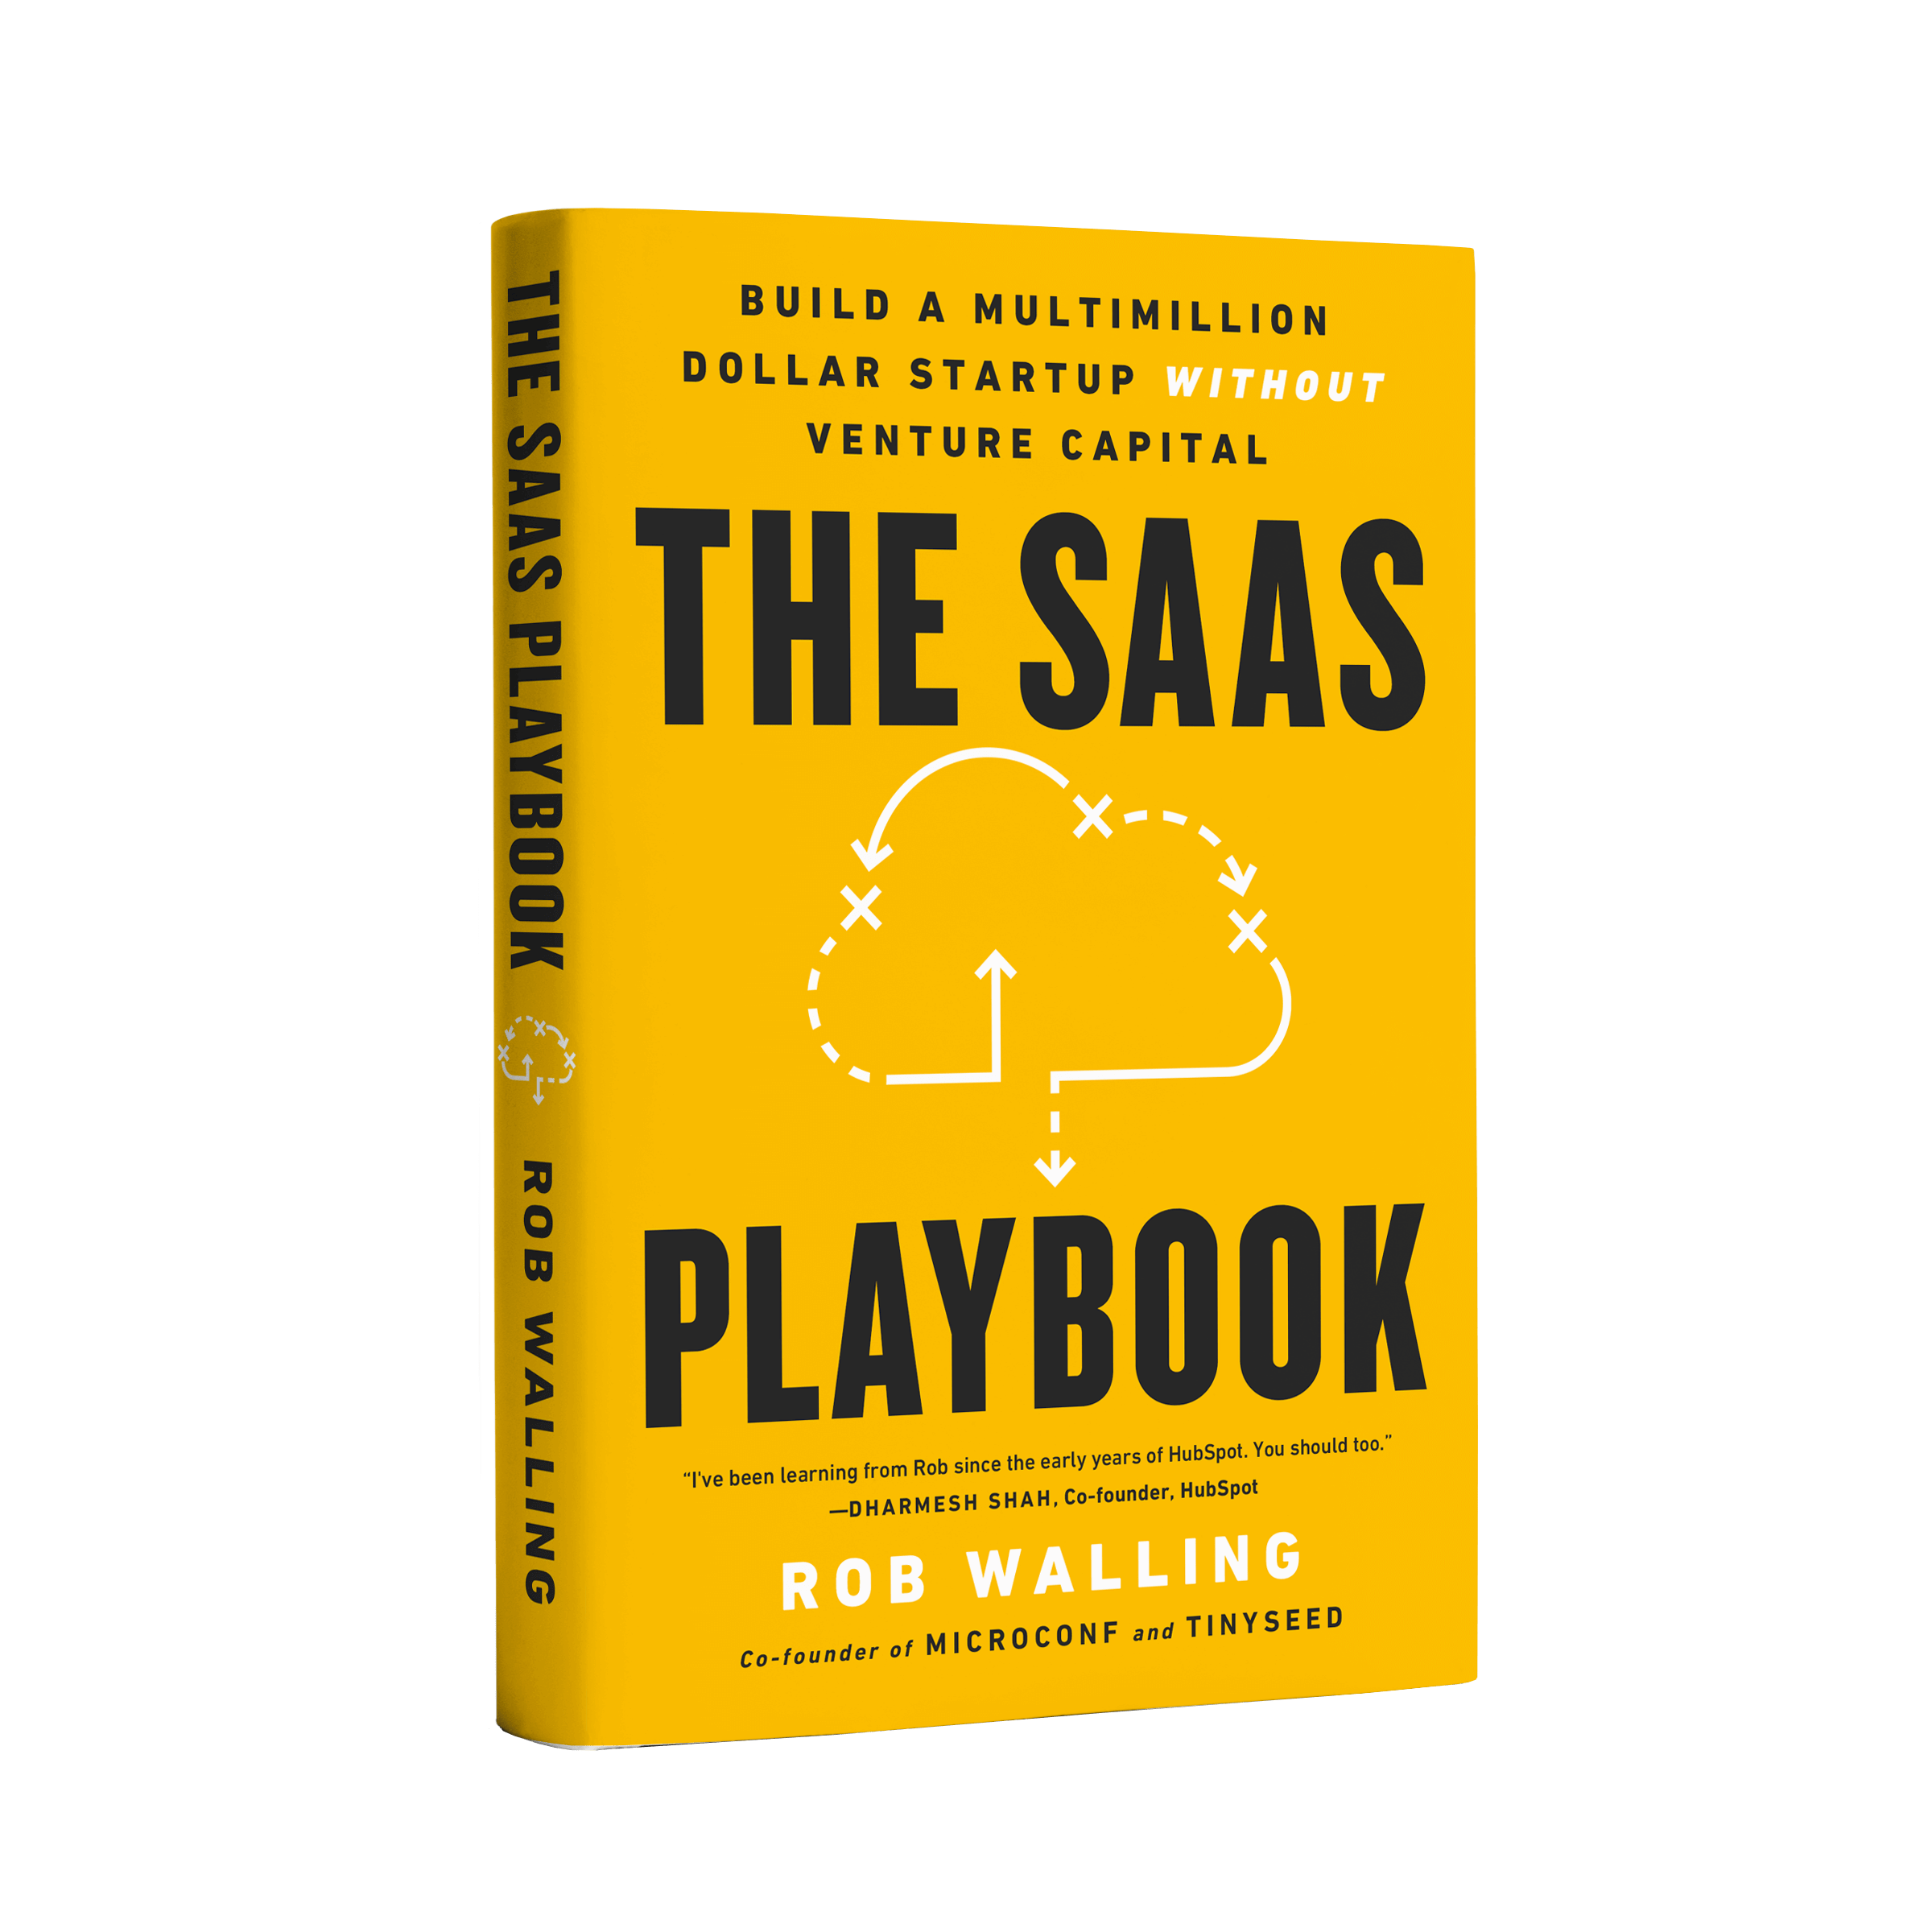 BUILD A MULTIMILLION
DOLLAR STARTUP WITHOUT
VENTURE CAPITAL
THE SAAS
PLAYBOOK
“I've been learning from Rob since the early years of HubSpot. You should too.”
—DHARMESH SHAH, Co-founder, HubSpot
ROB WALLING
Co-founder of MICROCONF and TINYSEED
THE SAAS PLAYBOOK
ROB WALLING